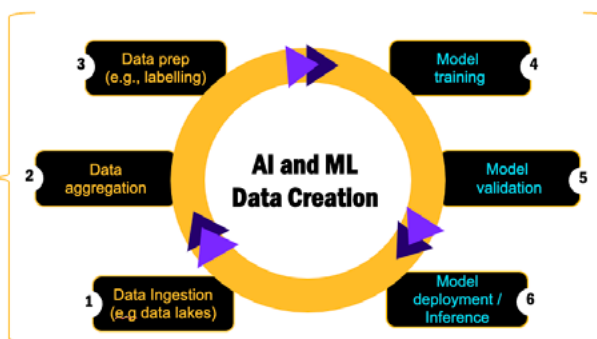 3
Data prep
(e.g., labelling)
Model
training
4
2
Data
aggregation
AI and ML
Data Creation
Model
validation
5
1
Data Ingestion
(e.g data lakes)
Model
deployment /
Inference
6